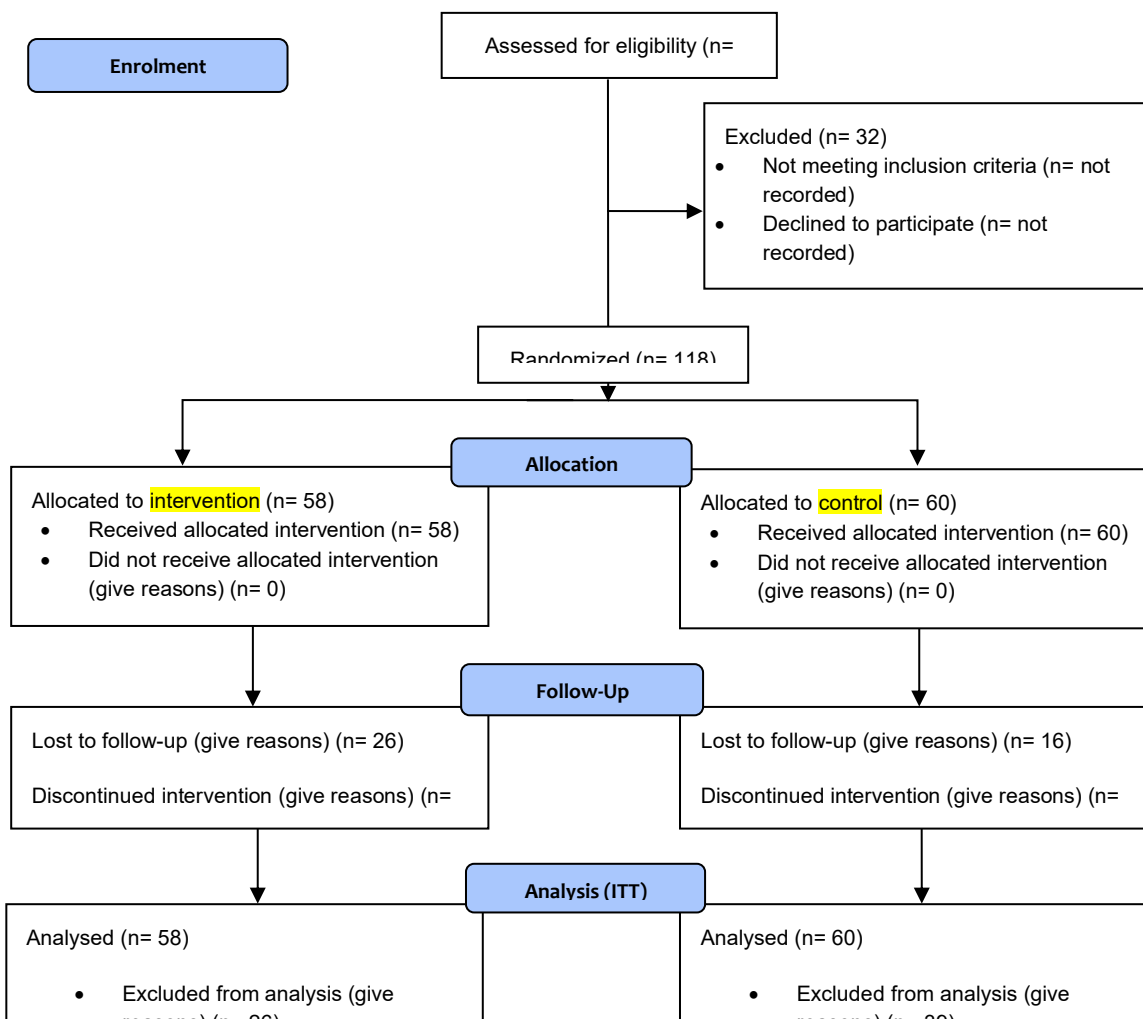 Enrolment
Assessed for eligibility (n=
Excluded (n= 32)
• Not meeting inclusion criteria (n= not
recorded)
• Declined to participate (n= not
recorded)
Randomized (n= 118)
Allocation
Allocated to intervention (n= 58)
• Received allocated intervention (n= 58)
• Did not receive allocated intervention
(give reasons) (n= 0)
Allocated to control (n= 60)
• Received allocated intervention (n= 60)
• Did not receive allocated intervention
(give reasons) (n= 0)
Follow-Up
Lost to follow-up (give reasons) (n= 26)
Discontinued intervention (give reasons) (n=
Lost to follow-up (give reasons) (n= 16)
Discontinued intervention (give reasons) (n=
Analysis (ITT)
Analysed (n= 58)
• Excluded from analysis (give
Analysed (n= 60)
• Excluded from analysis (give